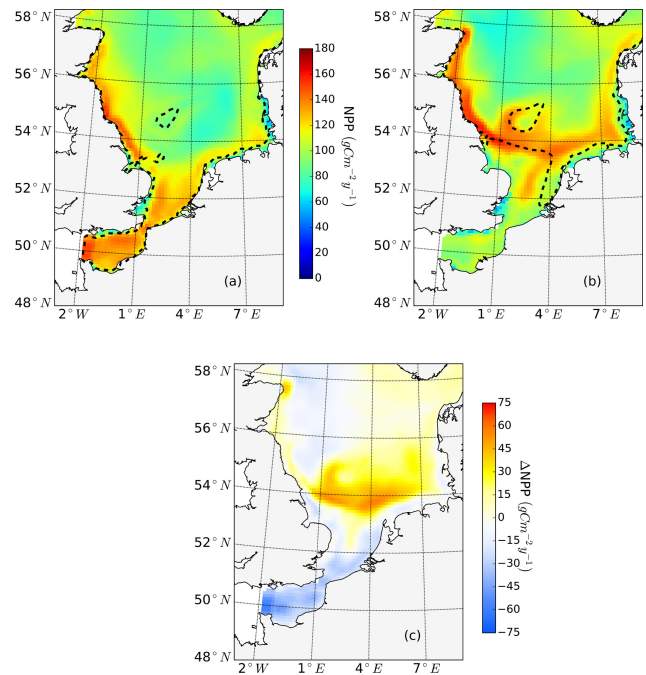 58°N
56°N
54°N
52°N
50°N
48°N
2°W 1°E 4°E 7°E
(a)
180
160
140
120
100
80
60
40
20
0
NPP (gCm⁻²y⁻¹)
58°N
56°N
54°N
52°N
50°N
48°N
2°W 1°E 4°E 7°E
(b)
58°N
56°N
54°N
52°N
50°N
48°N
2°W 1°E 4°E 7°E
(c)
75
60
45
30
15
0
−15
−30
−45
−60
−75
ΔNPP (gCm⁻²y⁻¹)